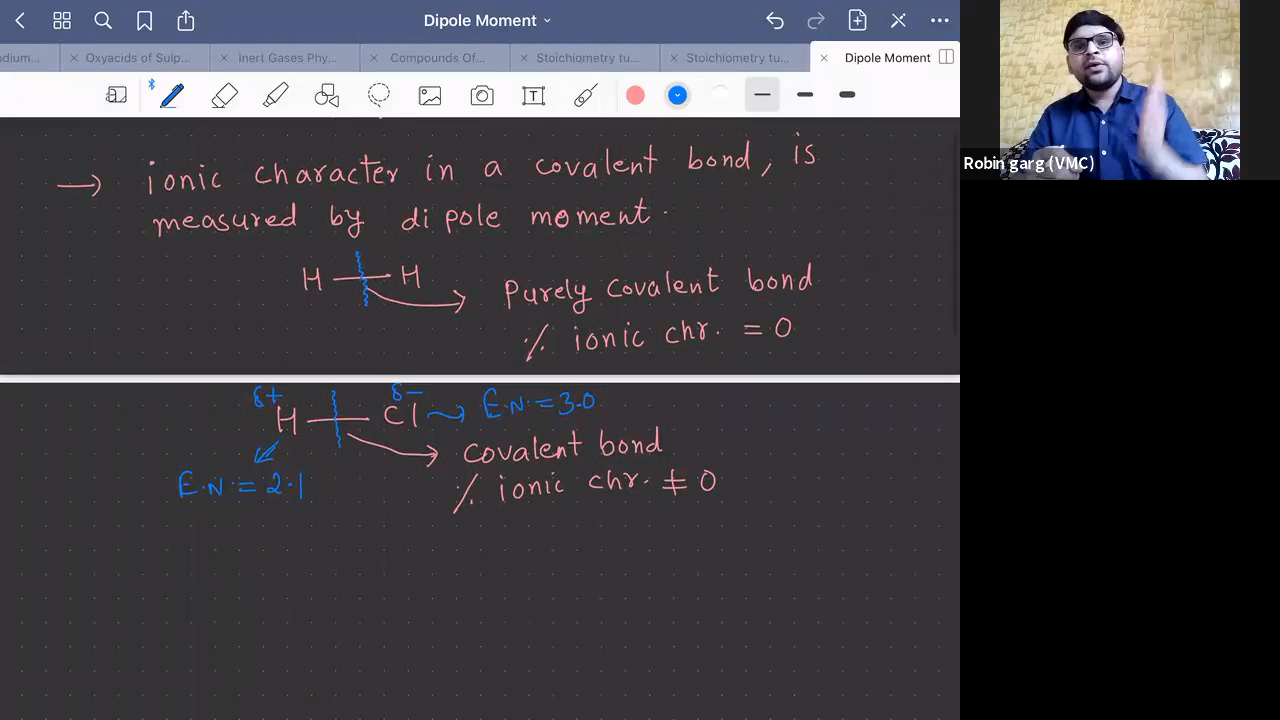 Dipole Moment
odium...
Oxyacids of Sulp...
Inert Gases Phy...
Compounds Of...
Stoichiometry tu...
Stoichiometry tu...
Dipole Moment
T
Robin garg (VMC)
→ ionic character in a covalent bond, is
measured by dipole moment.
H — H
Purely covalent bond
% ionic chr. = 0
δ+ δ-
H — Cl → E.N. = 3.0
covalent bond
E.N. = 2.1
% ionic chr. ≠ 0